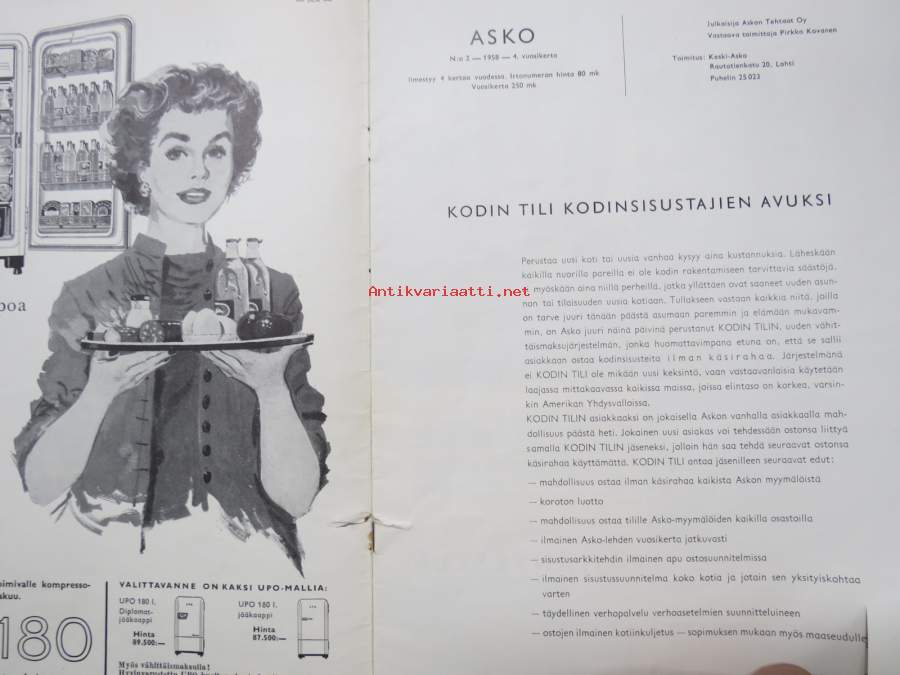 ASKO
N:o 2 — 1958 — 4. vuosikerta
Ilmestyy 4 kertaa vuodessa. Irtonumeron hinta 80 mk
Vuosikerta 250 mk
Julkaisija Askon Tehtaat Oy
Vastaava toimittaja Pirkko Kovanen
Toimitus: Keski-Asko
Rautatienkatu 20, Lahti
Puhelin 25 023
KODIN TILI KODINSISUSTAJIEN AVUKSI
Perustaa uusi koti tai uusia vanhaa kysyy aina kustannuksia. Läheskään
kaikilla nuorilla pareilla ei ole kodin rakentamiseen tarvittavia säästöjä,
ei myöskään aina niillä perheillä, jotka yllättäen ovat saaneet uuden asun-
non tai tilaisuuden uusia kotiaan. Tullakseen vastaan kaikkia niitä, joilla
on tarve juuri tänään päästä asumaan paremmin ja elämään mukavam-
min, on Asko juuri näinä päivinä perustanut KODIN TILIN, uuden vähit-
täismaksujärjestelmän, jonka huomattavimpana etuna on, että se sallii
asiakkaan ostaa kodinsisusteita ilman käsirahaa. Järjestelmänä
ei KODIN TILI ole mikään uusi keksintö, vaan vastaavanlaisia käytetään
laajassa mittakaavassa kaikissa maissa, joissa elintaso on korkea, varsin-
kin Amerikan Yhdysvalloissa.
KODIN TILIN asiakkaaksi on jokaisella Askon vanhalla asiakkaalla mah-
dollisuus päästä heti. Jokainen uusi asiakas voi tehdessään ostonsa liittyä
samalla KODIN TILIN jäseneksi, jolloin hän saa tehdä seuraavat ostonsa
käsirahaa käyttämättä. KODIN TILI antaa jäsenilleen seuraavat edut:
— mahdollisuus ostaa ilman käsirahaa kaikista Askon myymälöistä
— koroton luotto
— mahdollisuus ostaa tilille Asko-myymälöiden kaikilla osastoilla
— ilmainen Asko-lehden vuosikerta jatkuvasti
— sisustusarkkitehdin ilmainen apu ostosuunnitelmissa
— ilmainen sisustussuunnitelma koko kotia ja jotain sen yksityiskohtaa
varten
— täydellinen verhopalvelu verhoasetelmien suunnitteluineen
— ostojen ilmainen kotiinkuljetus — sopimuksen mukaan myös maaseudulle
Antikvariaatti.net
poa
oimivalle kompresso-
akuu.
180
VALITTAVANNE ON KAKSI UPO-MALLIA:
UPO 180 l.
Diplomat-
jääkaappi
Hinta
89.500:—
UPO 180 l.
jääkaappi
Hinta
87.500:—
Myös vähittäismaksulla!